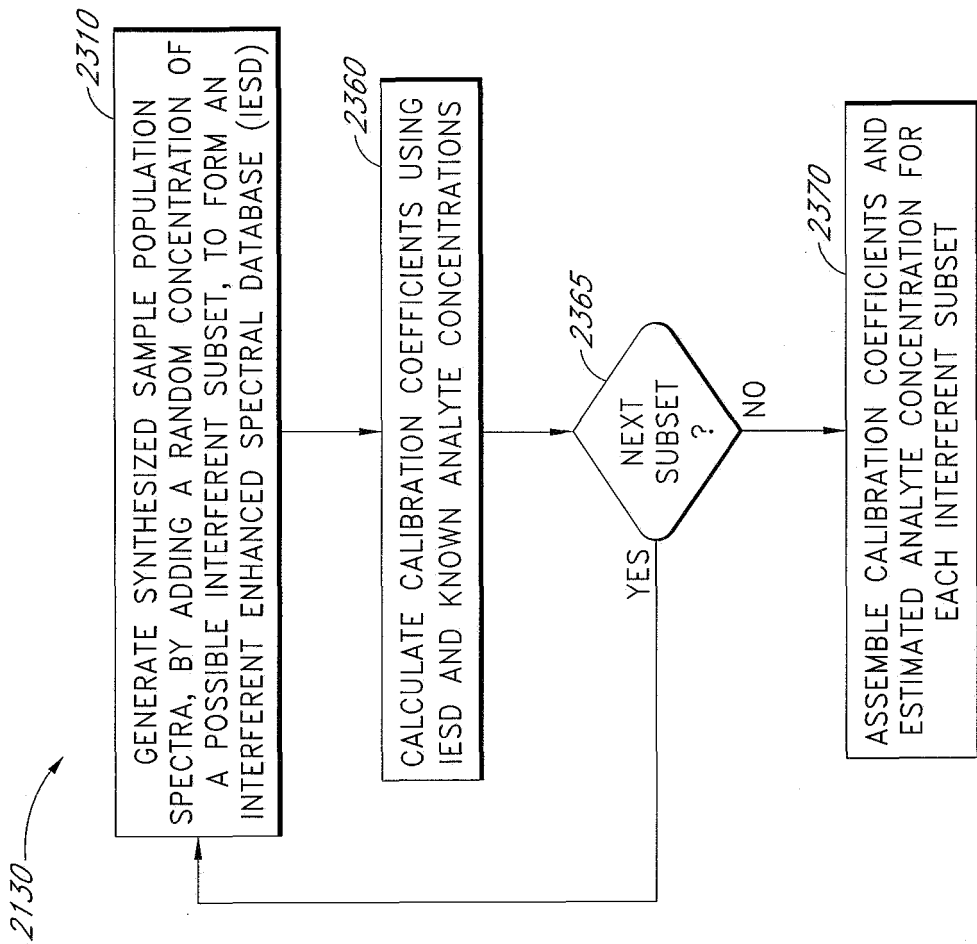 2130
2310
GENERATE SYNTHESIZED SAMPLE POPULATION
SPECTRA, BY ADDING A RANDOM CONCENTRATION OF
A POSSIBLE INTERFERENT SUBSET, TO FORM AN
INTERFERENT ENHANCED SPECTRAL DATABASE (IESD)
2360
CALCULATE CALIBRATION COEFFICIENTS USING
IESD AND KNOWN ANALYTE CONCENTRATIONS
2365
NEXT
SUBSET
?
YES
NO
2370
ASSEMBLE CALIBRATION COEFFICIENTS AND
ESTIMATED ANALYTE CONCENTRATION FOR
EACH INTERFERENT SUBSET